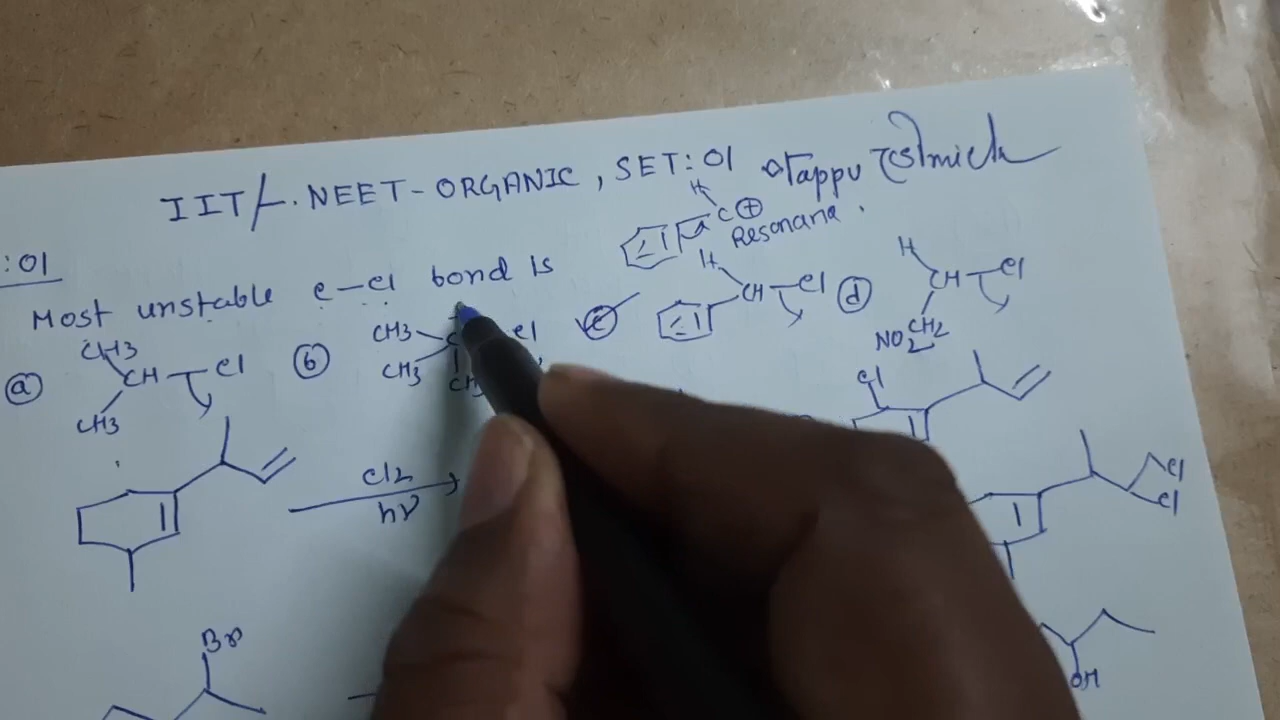 IIT/-. NEET-ORGANIC, SET:01
:01
C⊕
H
Resonance.
Most unstable C-Cl bond is
(a) CH3 CH-Cl CH3
(b) CH3 C Cl CH3 CH3
(c) H CH-Cl
(d) H CH-Cl CH2 NO2
Cl2
hν
Cl
Cl
Cl
Br
OH